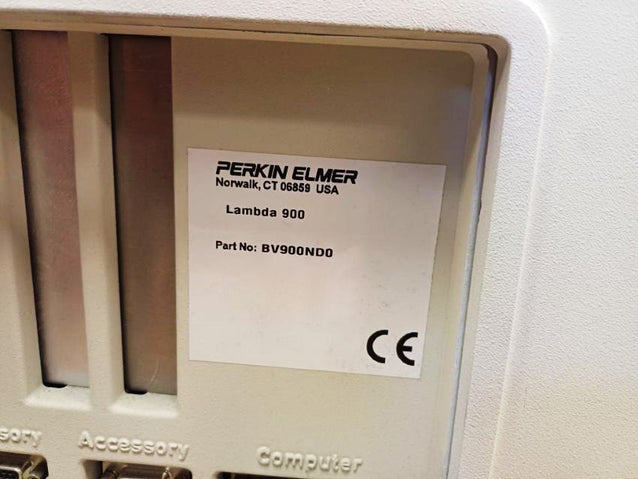 PERKIN ELMER
Norwalk, CT 06859 USA
Lambda 900
Part No: BV900ND0
CE
Accessory
Computer